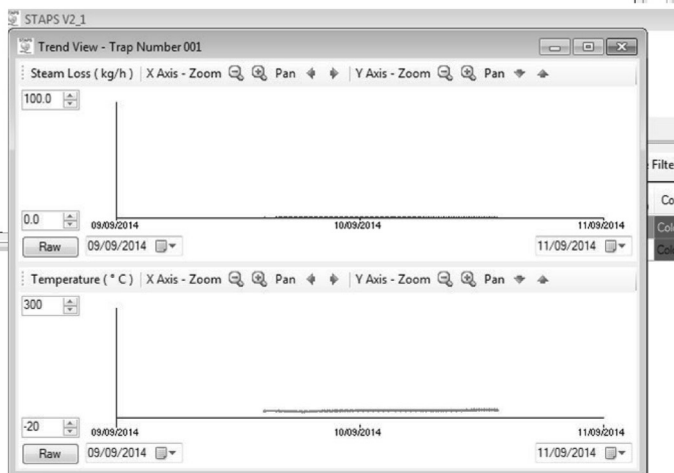 STAPS V2_1
Trend View - Trap Number 001
Steam Loss ( kg/h ) X Axis - Zoom Pan Y Axis - Zoom Pan
100.0
0.0
09/09/2014 10/09/2014 11/09/2014
Raw 09/09/2014 11/09/2014
Temperature ( ° C ) X Axis - Zoom Pan Y Axis - Zoom Pan
300
-20
09/09/2014 10/09/2014 11/09/2014
Raw 09/09/2014 11/09/2014
Filte
Co
Col
Col